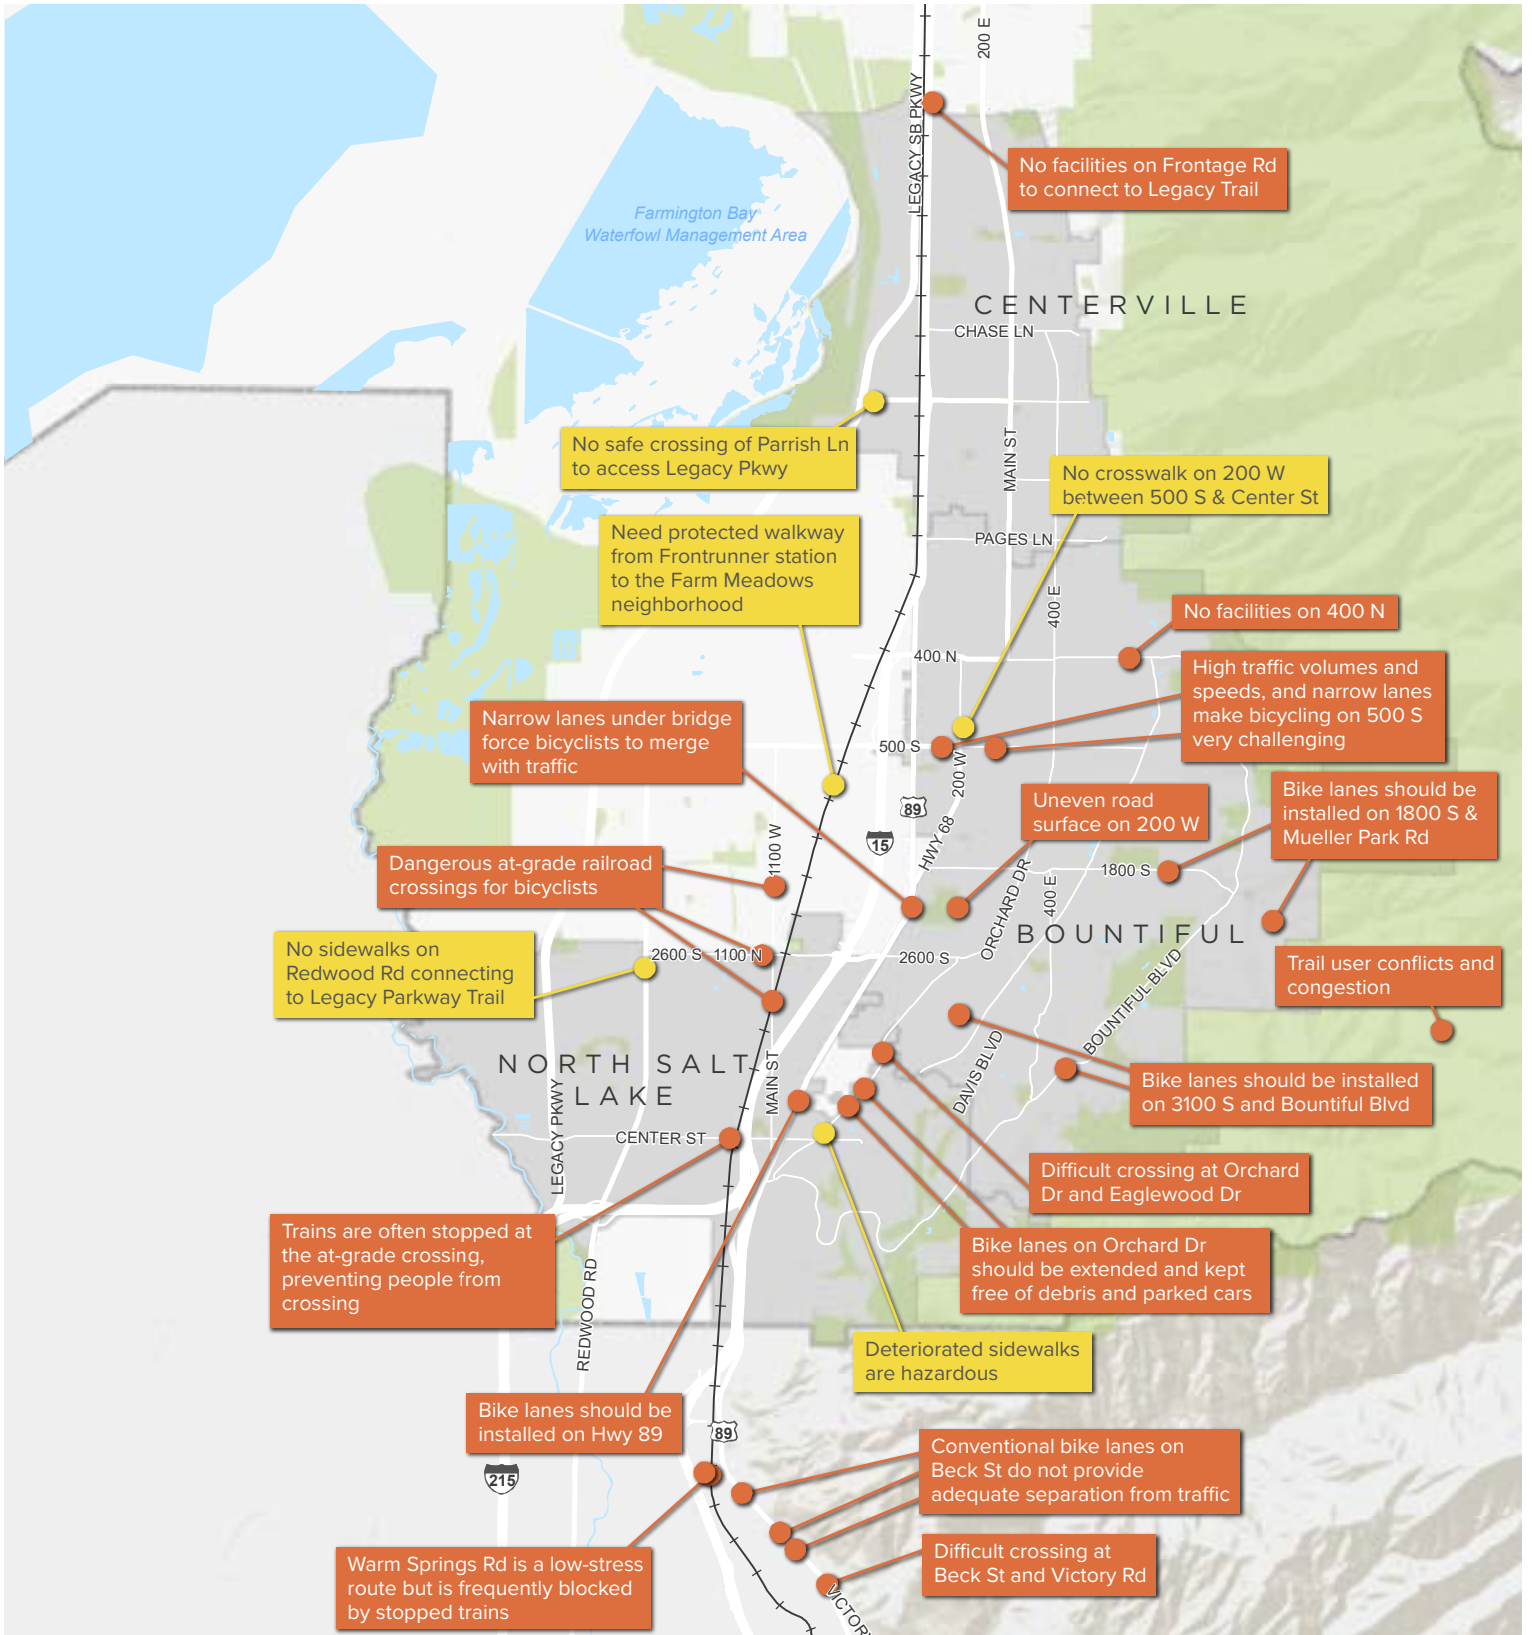 200 E
LEGACY SB PKWY
No facilities on Frontage Rd
to connect to Legacy Trail
Farmington Bay
Waterfowl Management Area
CENTERVILLE
CHASE LN
No safe crossing of Parrish Ln
to access Legacy Pkwy
MAIN ST
No crosswalk on 200 W
between 500 S & Center St
Need protected walkway
from Frontrunner station
to the Farm Meadows
neighborhood
PAGES LN
400 E
No facilities on 400 N
400 N
High traffic volumes and
speeds, and narrow lanes
make bicycling on 500 S
very challenging
Narrow lanes under bridge
force bicyclists to merge
with traffic
500 S
200 W
89
15
HWY 68
Uneven road
surface on 200 W
Bike lanes should be
installed on 1800 S &
Mueller Park Rd
1100 W
Dangerous at-grade railroad
crossings for bicyclists
1800 S
ORCHARD DR
400 E
BOUNTIFUL
No sidewalks on
Redwood Rd connecting
to Legacy Parkway Trail
2600 S
1100 N
2600 S
Trail user conflicts and
congestion
BOUNTIFUL BLVD
DAVIS BLVD
NORTH SALT
LAKE
MAIN ST
LEGACY PKWY
Bike lanes should be installed
on 3100 S and Bountiful Blvd
CENTER ST
Difficult crossing at Orchard
Dr and Eaglewood Dr
Trains are often stopped at
the at-grade crossing,
preventing people from
crossing
Bike lanes on Orchard Dr
should be extended and kept
free of debris and parked cars
REDWOOD RD
Deteriorated sidewalks
are hazardous
Bike lanes should be
installed on Hwy 89
89
215
Conventional bike lanes on
Beck St do not provide
adequate separation from traffic
Warm Springs Rd is a low-stress
route but is frequently blocked
by stopped trains
Difficult crossing at
Beck St and Victory Rd